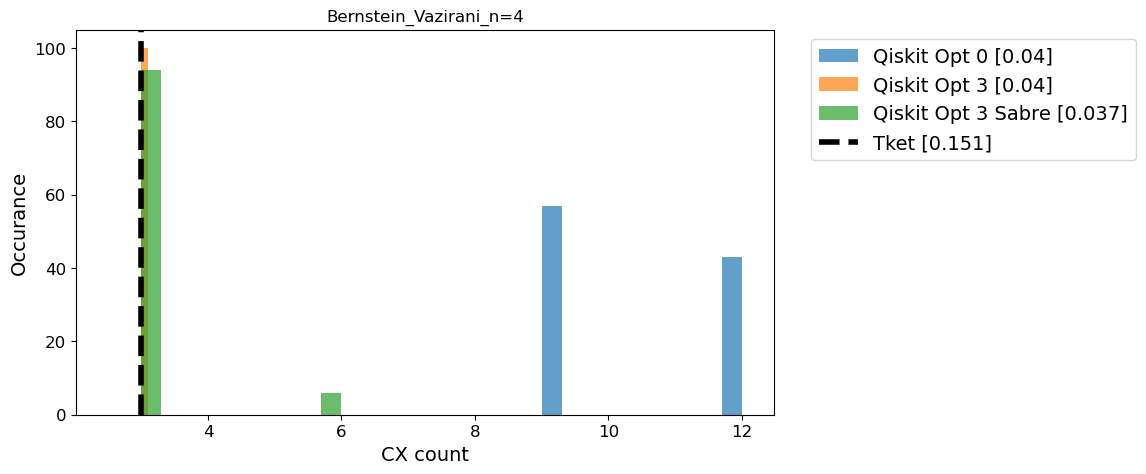 Bernstein_Vazirani_n=4
100
80
60
40
20
0
Occurance
4 6 8 10 12
CX count
Qiskit Opt 0 [0.04]
Qiskit Opt 3 [0.04]
Qiskit Opt 3 Sabre [0.037]
Tket [0.151]